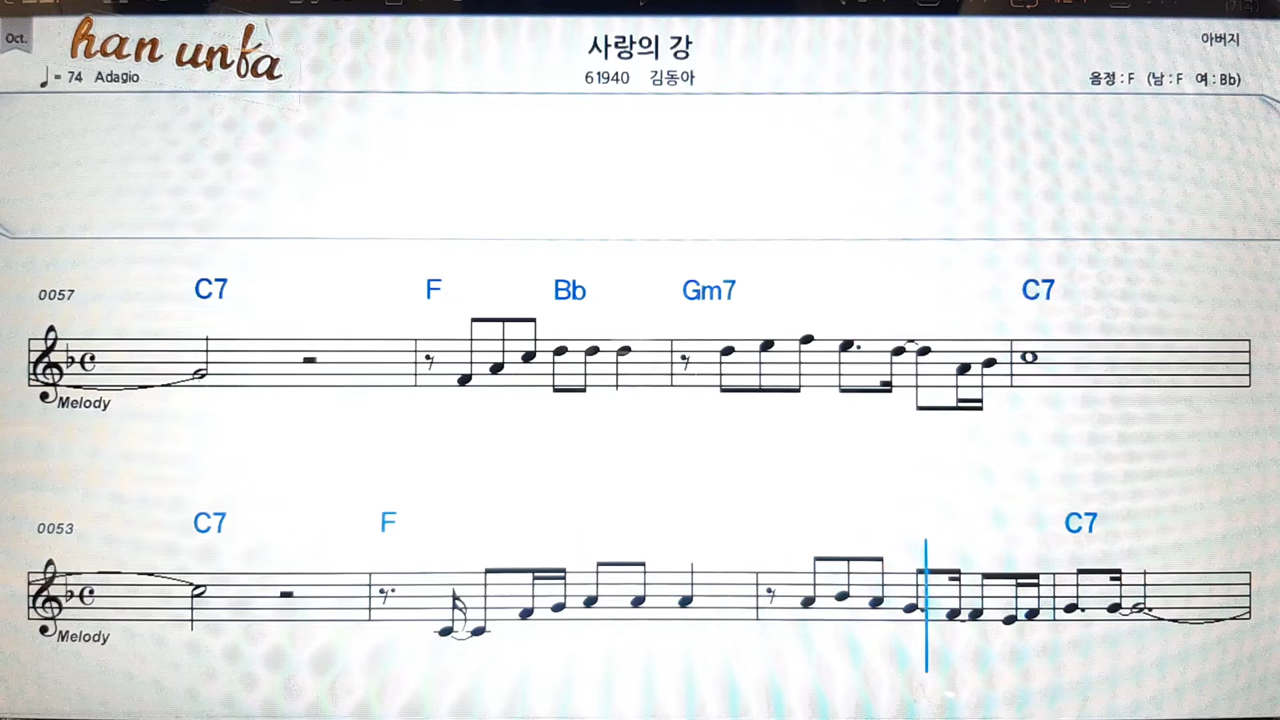 Oct.
han unfa
사랑의 강
아버지
♩ = 74 Adagio
61940 김동아
음정 : F (남 : F 여 : Bb)
0057 C7 F Bb Gm7 C7
Melody
0053 C7 F C7
Melody